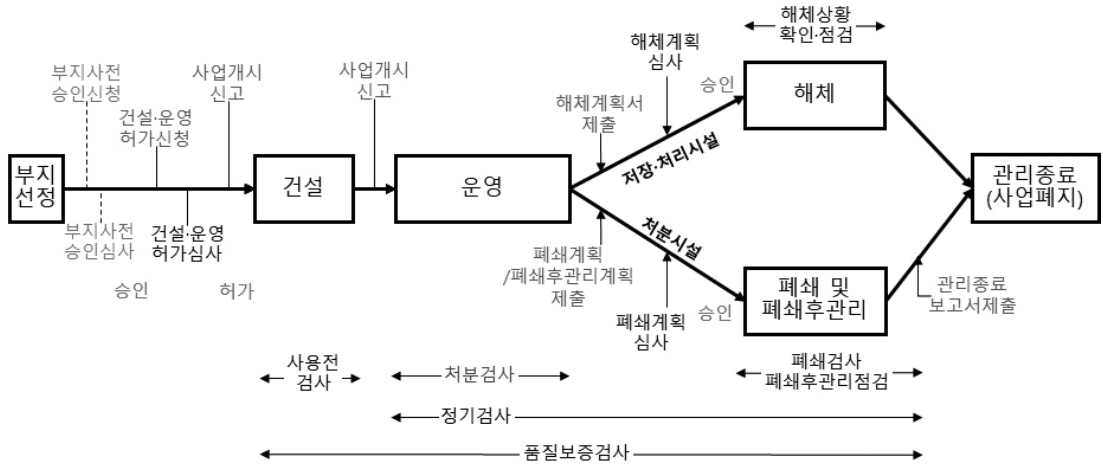 해체상황
확인·점검
해체계획
심사
부지사전
승인신청
사업개시
신고
사업개시
신고
승인
해체
건설·운영
허가신청
해체계획서
제출
저장·처리시설
부지
선정
건설
운영
관리종료
(사업폐지)
부지사전
승인심사
건설·운영
허가심사
처분시설
폐쇄계획
/폐쇄후관리계획
제출
승인
허가
폐쇄계획
심사
승인
폐쇄 및
폐쇄후관리
관리종료
보고서제출
사용전
검사
처분검사
폐쇄검사
폐쇄후관리점검
정기검사
품질보증검사